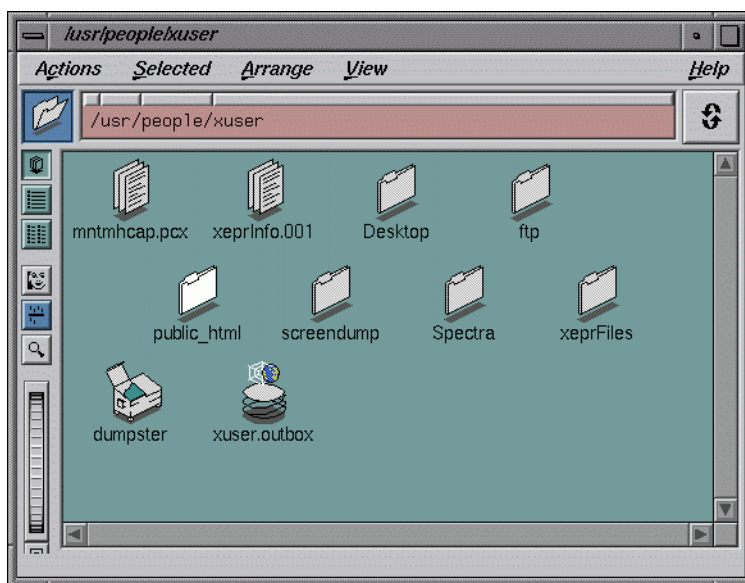 /usr/people/xuser
Actions Selected Arrange View Help
/usr/people/xuser
mntmhcap.pcx xeprInfo.001 Desktop ftp
public_html screendump Spectra xeprFiles
dumpster xuser.outbox